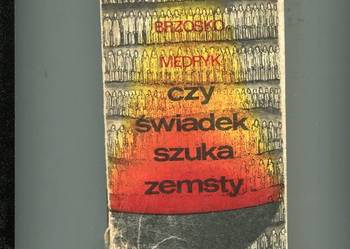 BRZOSKO
MĘDRYK
czy
świadek
szuka
zemsty